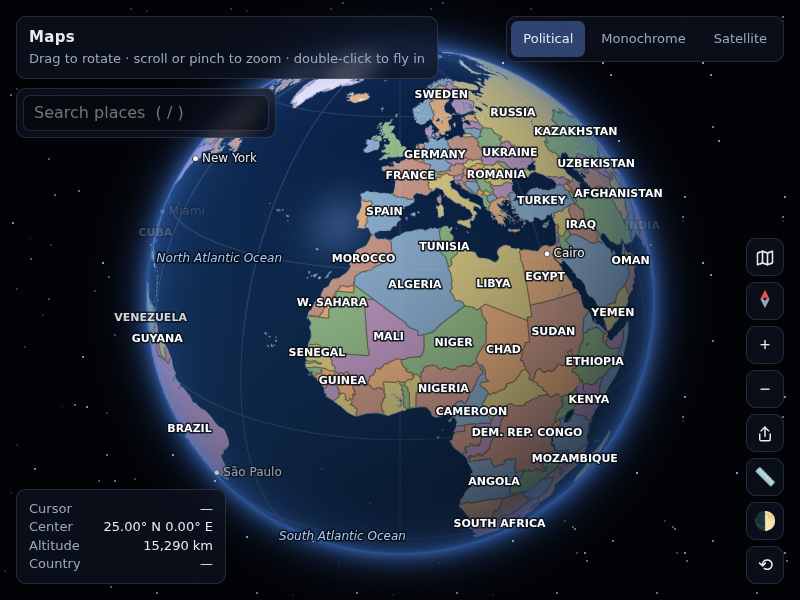 Maps
Drag to rotate · scroll or pinch to zoom · double-click to fly in
Political
Monochrome
Satellite
Search places ( / )
SWEDEN
RUSSIA
KAZAKHSTAN
GERMANY
UKRAINE
UZBEKISTAN
New York
FRANCE
ROMANIA
AFGHANISTAN
TURKEY
Miami
SPAIN
IRAQ
INDIA
CUBA
TUNISIA
Cairo
North Atlantic Ocean
MOROCCO
OMAN
EGYPT
ALGERIA
LIBYA
W. SAHARA
VENEZUELA
YEMEN
GUYANA
MALI
NIGER
SUDAN
SENEGAL
CHAD
ETHIOPIA
GUINEA
NIGERIA
KENYA
CAMEROON
BRAZIL
DEM. REP. CONGO
MOZAMBIQUE
São Paulo
ANGOLA
SOUTH AFRICA
South Atlantic Ocean
Cursor —
Center 25.00° N 0.00° E
Altitude 15,290 km
Country —